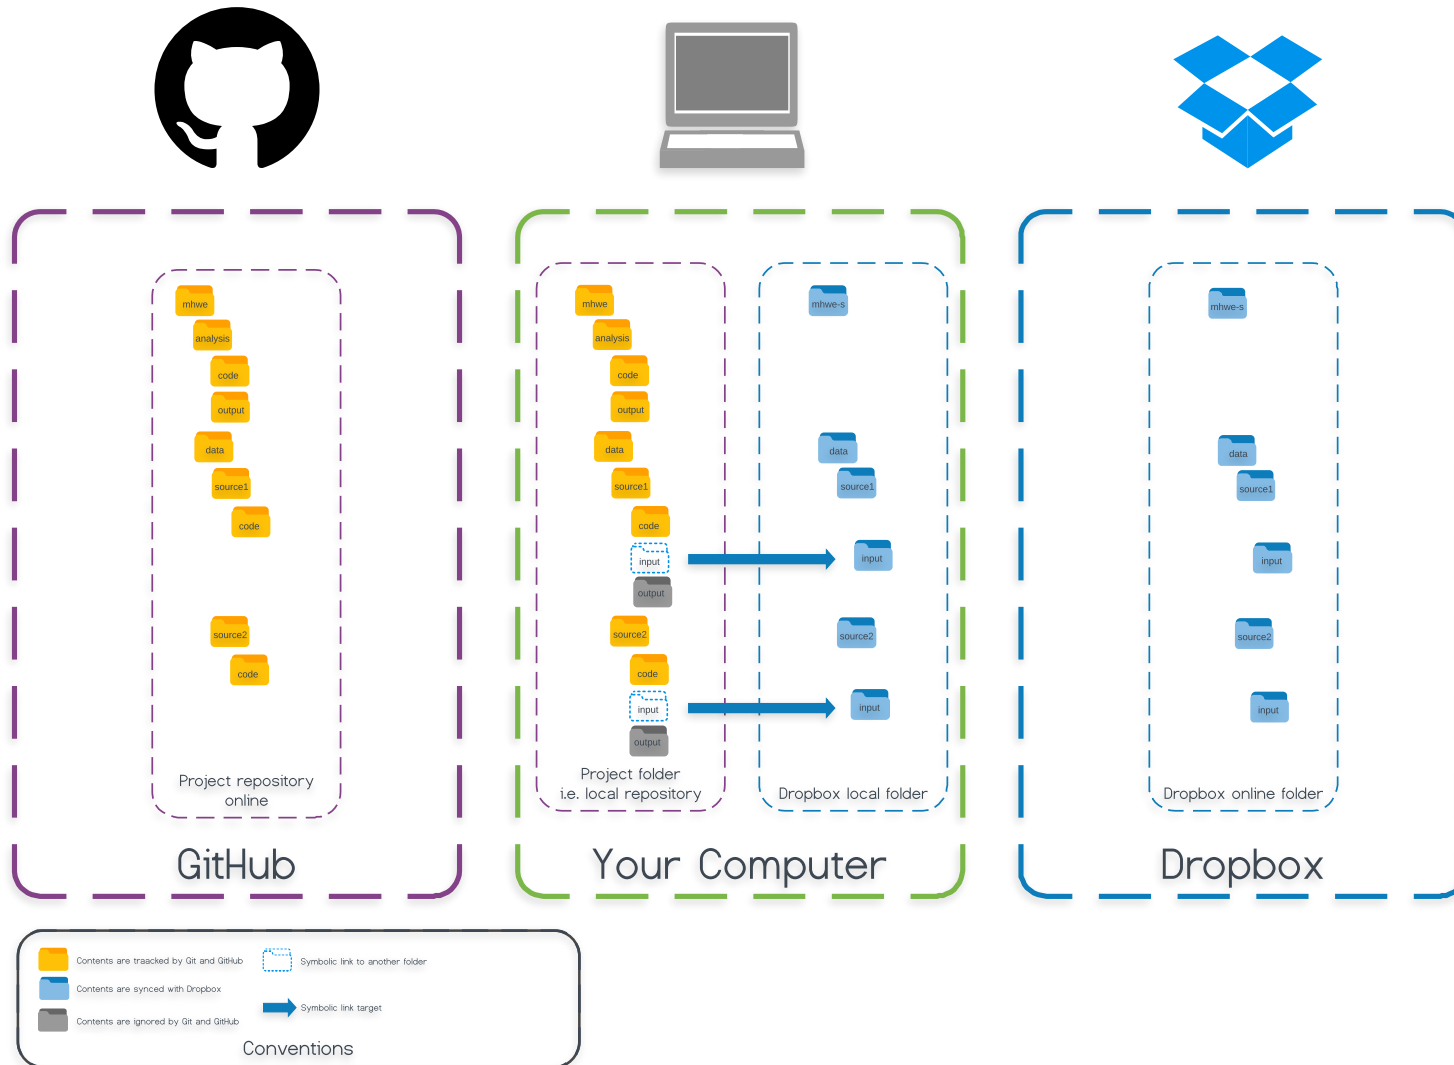 mhwe
analysis
code
output
data
source1
code
source2
code
Project repository
online
GitHub
mhwe
analysis
code
output
data
source1
code
input
output
source2
code
input
output
Project folder
i.e. local repository
mhwe-s
data
source1
input
source2
input
Dropbox local folder
Your Computer
mhwe-s
data
source1
input
source2
input
Dropbox online folder
Dropbox
Contents are traacked by Git and GitHub
Contents are synced with Dropbox
Contents are ignored by Git and GitHub
Symbolic link to another folder
Symbolic link target
Conventions